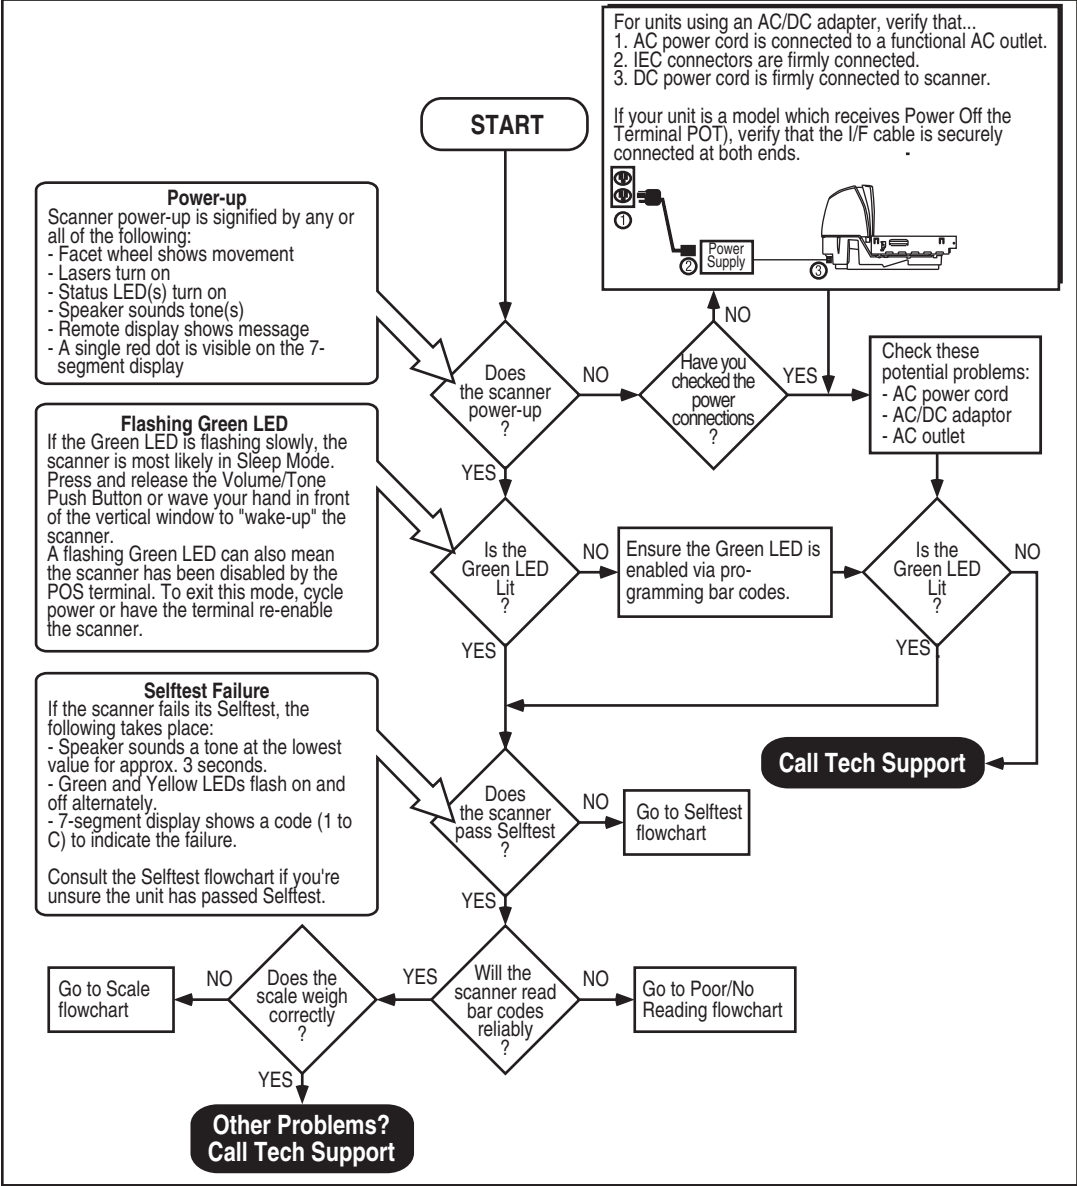 For units using an AC/DC adapter, verify that...
1. AC power cord is connected to a functional AC outlet.
2. IEC connectors are firmly connected.
3. DC power cord is firmly connected to scanner.
If your unit is a model which receives Power Off the
Terminal POT), verify that the I/F cable is securely
connected at both ends.
1
2
Power
Supply
3
START
Power-up
Scanner power-up is signified by any or
all of the following:
- Facet wheel shows movement
- Lasers turn on
- Status LED(s) turn on
- Speaker sounds tone(s)
- Remote display shows message
- A single red dot is visible on the 7-
segment display
Does
the scanner
power-up
?
NO
YES
Have you
checked the
power
connections
?
NO
YES
Check these
potential problems:
- AC power cord
- AC/DC adaptor
- AC outlet
Flashing Green LED
If the Green LED is flashing slowly, the
scanner is most likely in Sleep Mode.
Press and release the Volume/Tone
Push Button or wave your hand in front
of the vertical window to "wake-up" the
scanner.
A flashing Green LED can also mean
the scanner has been disabled by the
POS terminal. To exit this mode, cycle
power or have the terminal re-enable
the scanner.
Is the
Green LED
Lit
?
NO
YES
Ensure the Green LED is
enabled via pro-
gramming bar codes.
Is the
Green LED
Lit
?
NO
YES
Call Tech Support
Selftest Failure
If the scanner fails its Selftest, the
following takes place:
- Speaker sounds a tone at the lowest
value for approx. 3 seconds.
- Green and Yellow LEDs flash on and
off alternately.
- 7-segment display shows a code (1 to
C) to indicate the failure.
Consult the Selftest flowchart if you're
unsure the unit has passed Selftest.
Does
the scanner
pass Selftest
?
NO
YES
Go to Selftest
flowchart
Will the
scanner read
bar codes
reliably
?
NO
YES
Go to Poor/No
Reading flowchart
Does the
scale weigh
correctly
?
NO
YES
Go to Scale
flowchart
Other Problems?
Call Tech Support